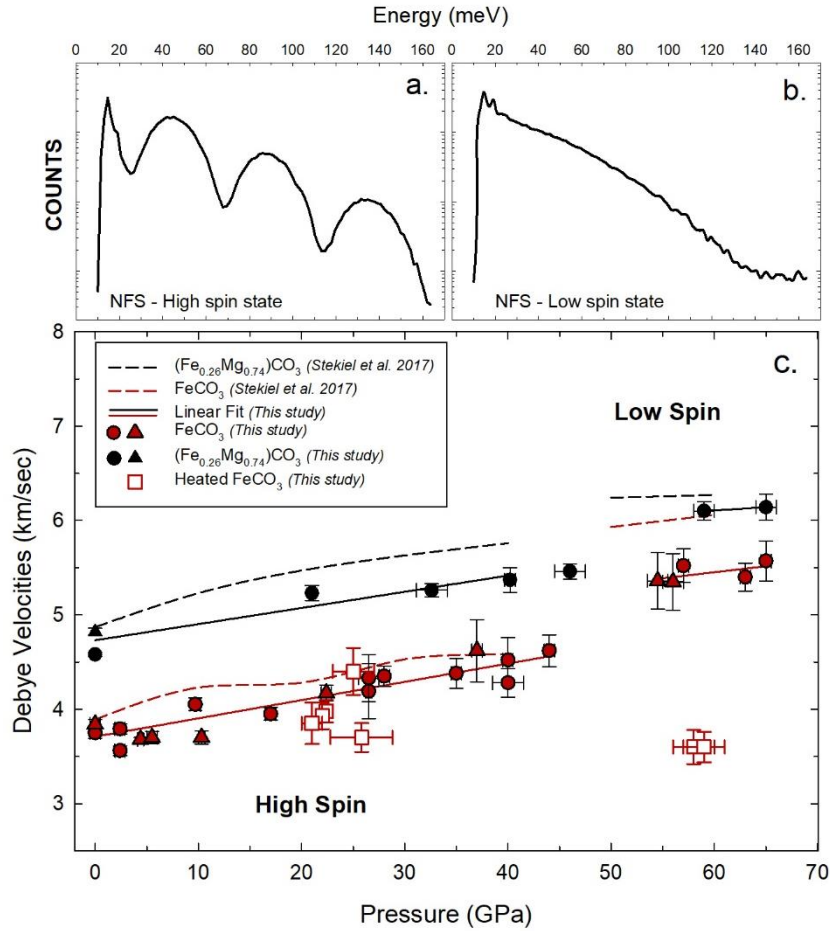 Energy (meV)
0 20 40 60 80 100 120 140 160 0 20 40 60 80 100 120 140 160
a.
b.
COUNTS
NFS - High spin state
NFS - Low spin state
c.
(Fe0.26Mg0.74)CO3 (Stekiel et al. 2017)
FeCO3 (Stekiel et al. 2017)
Linear Fit (This study)
FeCO3 (This study)
(Fe0.26Mg0.74)CO3 (This study)
Heated FeCO3 (This study)
Low Spin
High Spin
Debye Velocities (km/sec)
8
7
6
5
4
3
0 10 20 30 40 50 60 70
Pressure (GPa)